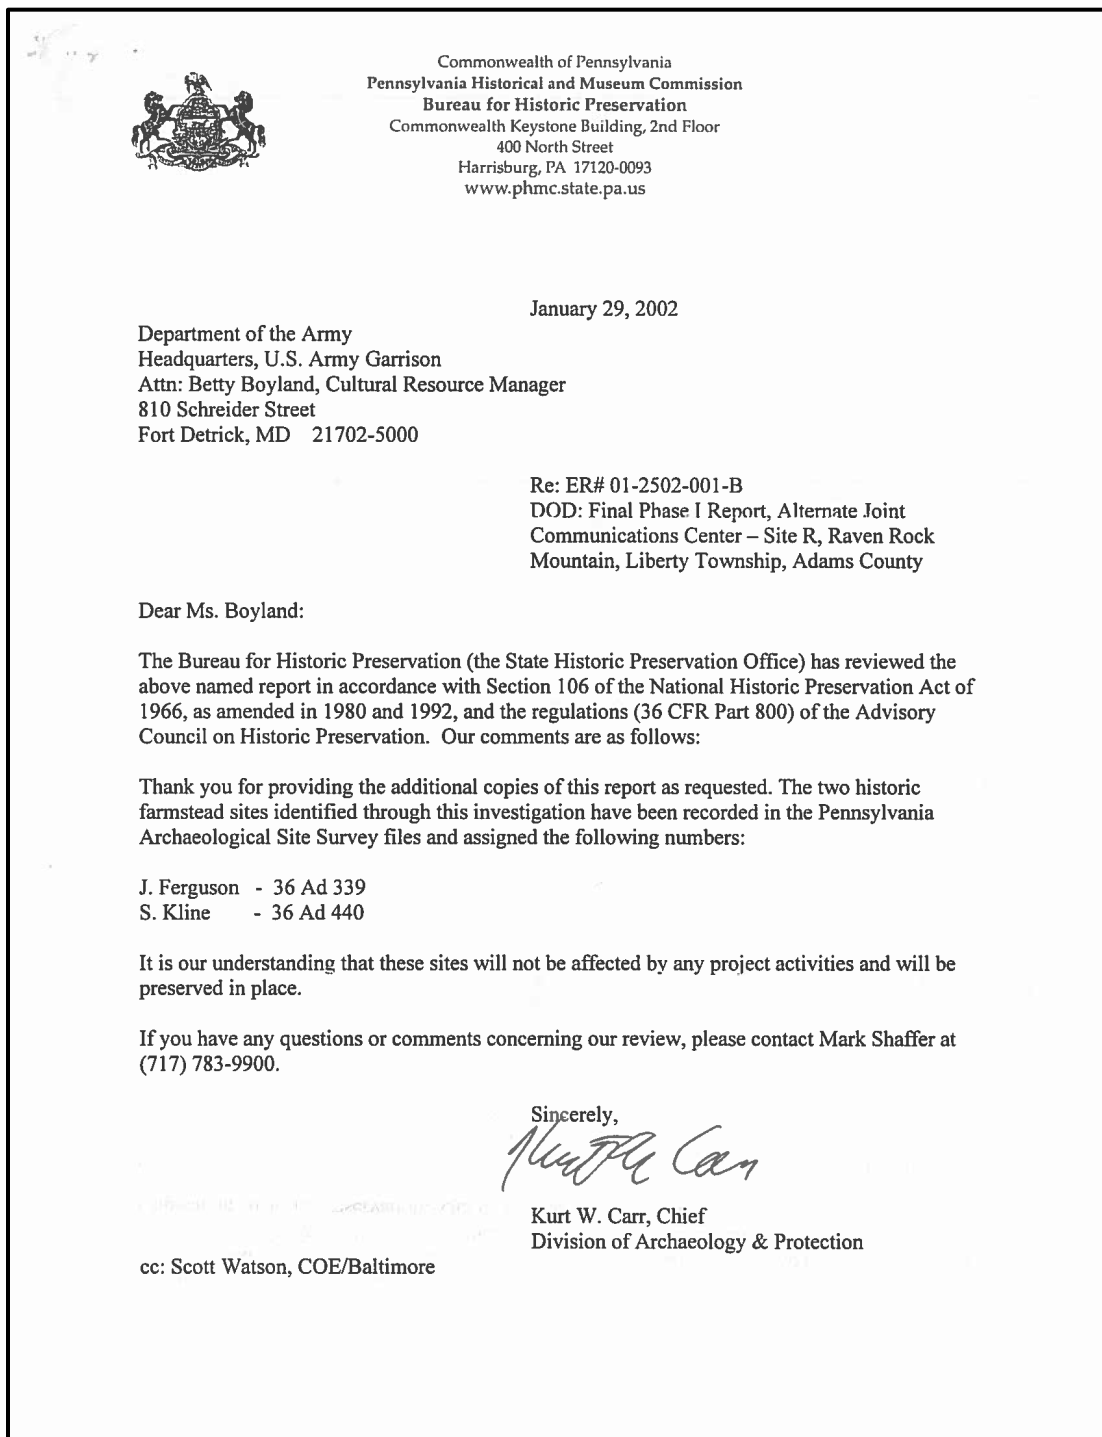 Commonwealth of Pennsylvania
Pennsylvania Historical and Museum Commission
Bureau for Historic Preservation
Commonwealth Keystone Building, 2nd Floor
400 North Street
Harrisburg, PA 17120-0093
www.phmc.state.pa.us
January 29, 2002
Department of the Army
Headquarters, U.S. Army Garrison
Attn: Betty Boyland, Cultural Resource Manager
810 Schreider Street
Fort Detrick, MD 21702-5000
Re: ER# 01-2502-001-B
DOD: Final Phase I Report, Alternate Joint
Communications Center – Site R, Raven Rock
Mountain, Liberty Township, Adams County
Dear Ms. Boyland:
The Bureau for Historic Preservation (the State Historic Preservation Office) has reviewed the
above named report in accordance with Section 106 of the National Historic Preservation Act of
1966, as amended in 1980 and 1992, and the regulations (36 CFR Part 800) of the Advisory
Council on Historic Preservation. Our comments are as follows:
Thank you for providing the additional copies of this report as requested. The two historic
farmstead sites identified through this investigation have been recorded in the Pennsylvania
Archaeological Site Survey files and assigned the following numbers:
J. Ferguson - 36 Ad 339
S. Kline - 36 Ad 440
It is our understanding that these sites will not be affected by any project activities and will be
preserved in place.
If you have any questions or comments concerning our review, please contact Mark Shaffer at
(717) 783-9900.
Sincerely,
Kurt W. Carr, Chief
Division of Archaeology & Protection
cc: Scott Watson, COE/Baltimore